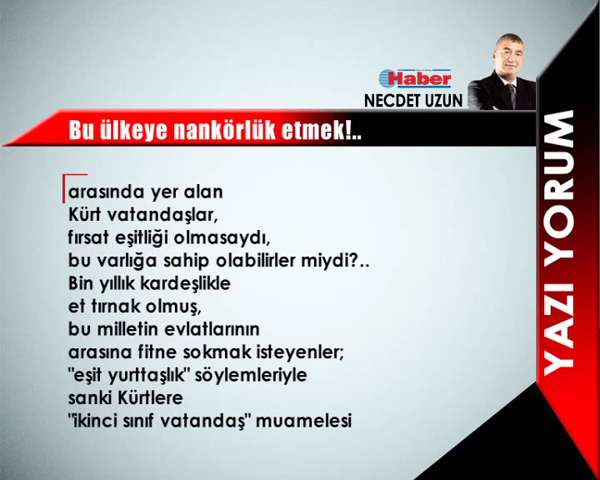 Haber
NECDET UZUN
Bu ülkeye nankörlük etmek!..
arasında yer alan
Kürt vatandaşlar,
fırsat eşitliği olmasaydı,
bu varlığa sahip olabilirler miydi?..
Bin yıllık kardeşlikle
et tırnak olmuş,
bu milletin evlatlarının
arasına fitne sokmak isteyenler;
"eşit yurttaşlık" söylemleriyle
sanki Kürtlere
"ikinci sınıf vatandaş" muamelesi
YAZI YORUM